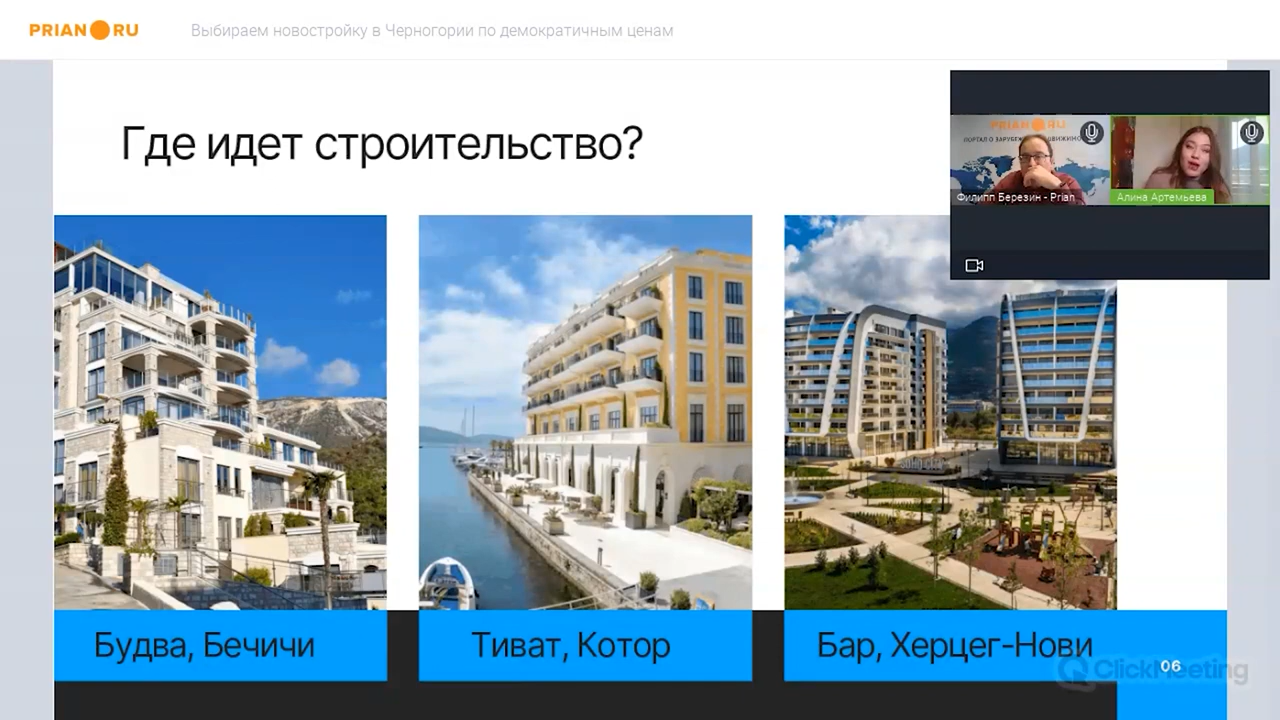 PRIAN RU
Выбираем новостройку в Черногории по демократичным ценам
Где идет строительство?
PRIAN RU
Филипп Березин - Prian
Алина Артемьева
Будва, Бечичи
Тиват, Котор
Бар, Херцег-Нови
06
ClickMeeting